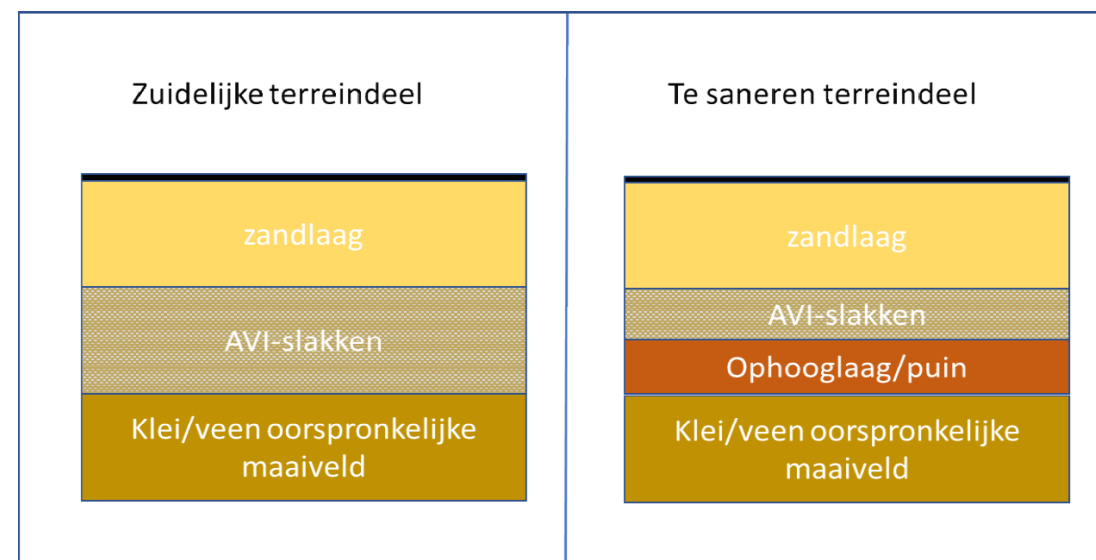 Zuidelijke terreindeel
zandlaag
AVI-slakken
Klei/veen oorspronkelijke
maaiveld
Te saneren terreindeel
zandlaag
AVI-slakken
Ophooglaag/puin
Klei/veen oorspronkelijke
maaiveld